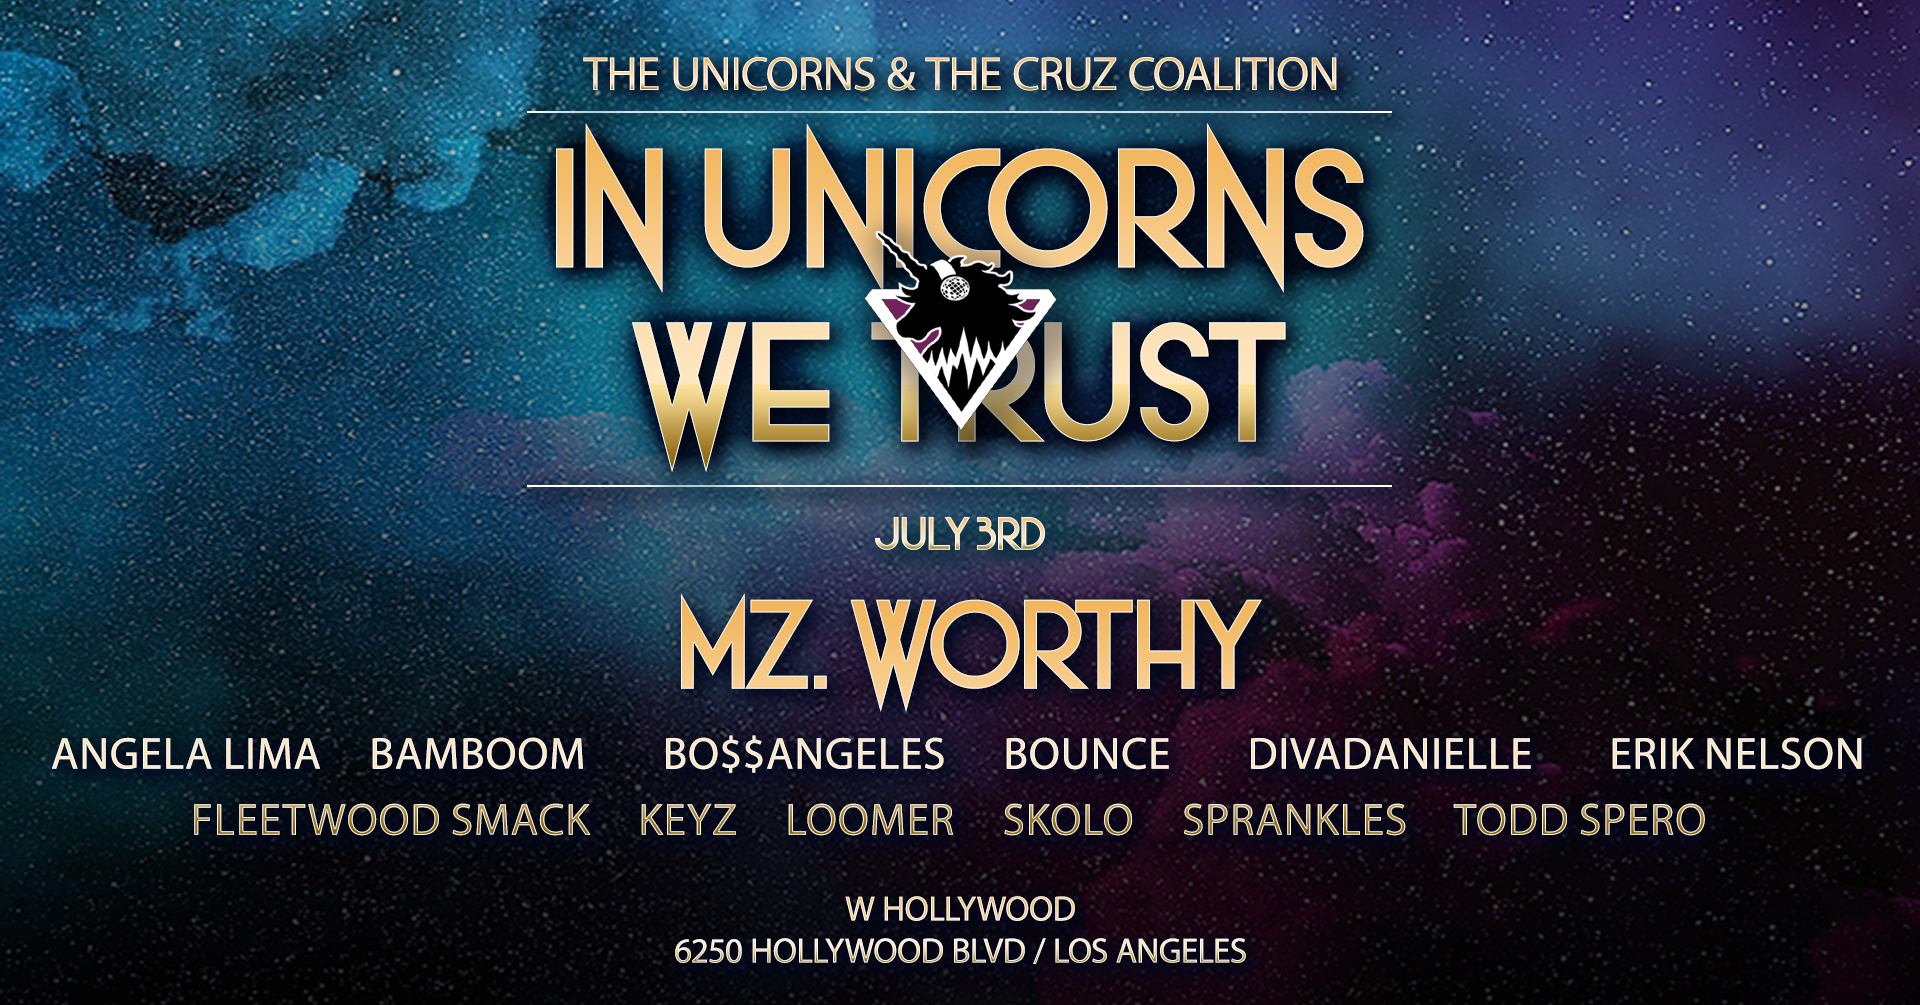 THE UNICORNS & THE CRUZ COALITION
IN UNICORNS
WE TRUST
JULY 3RD
MZ. WORTHY
ANGELA LIMA BAMBOOM BO$$ANGELES BOUNCE DIVADANIELLE ERIK NELSON
FLEETWOOD SMACK KEYZ LOOMER SKOLO SPRANKLES TODD SPERO
W HOLLYWOOD
6250 HOLLYWOOD BLVD / LOS ANGELES